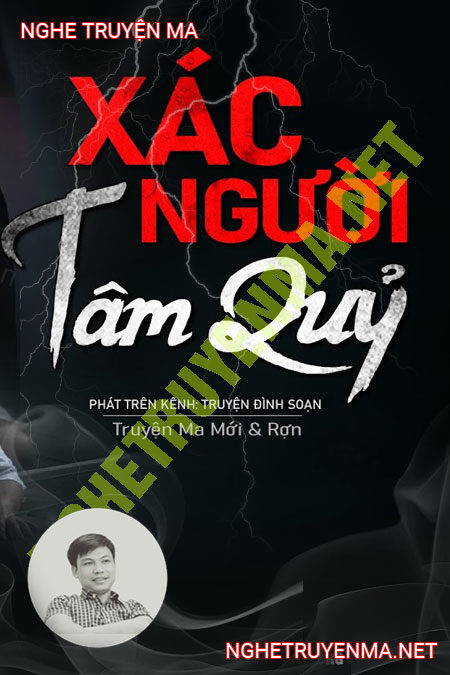 NGHE TRUYỆN MA
XÁC
NGƯỜI
Tâm Quỷ
PHÁT TRÊN KÊNH: TRUYỆN ĐÌNH SOẠN
Truyện Ma Mới & Rợn
NGHETRUYENMA.NET
NGHETRUYENMA.NET